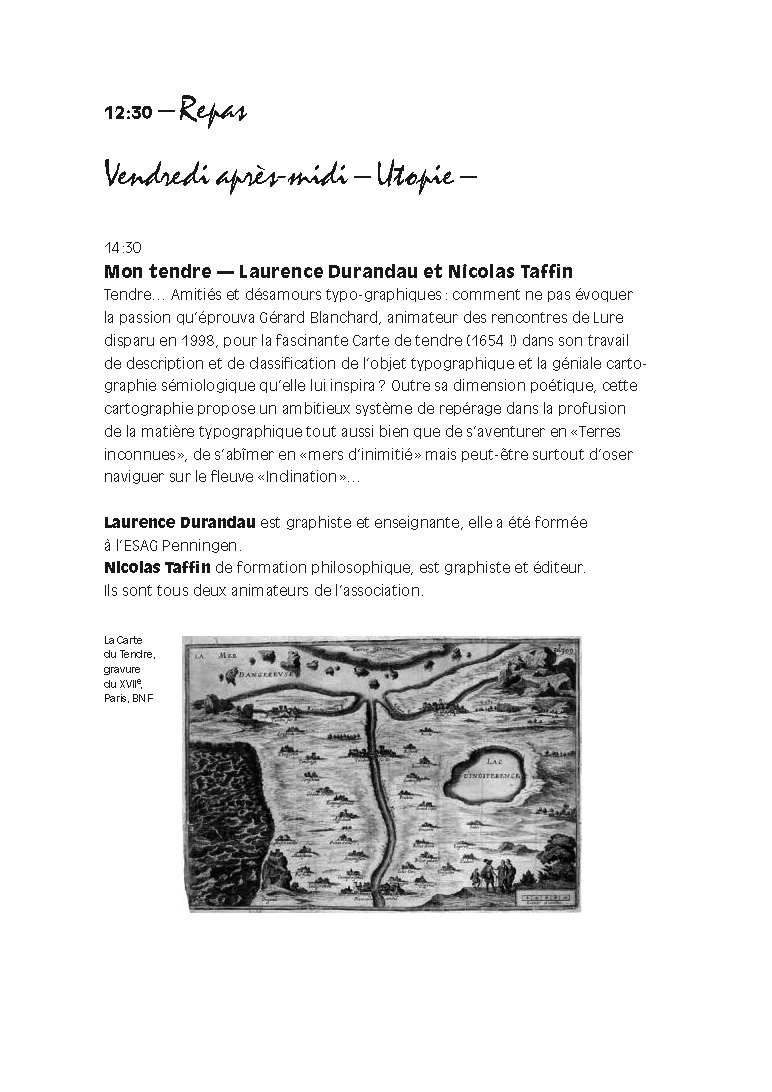 12:30 – Repas
Vendredi après-midi – Utopie –
14:30
Mon tendre — Laurence Durandau et Nicolas Taffin
Tendre… Amitiés et désamours typo-graphiques : comment ne pas évoquer
la passion qu’éprouva Gérard Blanchard, animateur des rencontres de Lure
disparu en 1998, pour la fascinante Carte de tendre (1654 !) dans son travail
de description et de classification de l’objet typographique et la géniale carto-
graphie sémiologique qu’elle lui inspira ? Outre sa dimension poétique, cette
cartographie propose un ambitieux système de repérage dans la profusion
de la matière typographique tout aussi bien que de s’aventurer en «Terres
inconnues», de s’abîmer en «mers d’inimitié» mais peut-être surtout d’oser
naviguer sur le fleuve «Inclination»…
Laurence Durandau est graphiste et enseignante, elle a été formée
à l’ESAG Penningen.
Nicolas Taffin de formation philosophique, est graphiste et éditeur.
Ils sont tous deux animateurs de l’association.
La Carte
du Tendre,
gravure
du XVIIe,
Paris, BNF
LA MER
DANGEREUSE
LAC
D'INDIFERENCE